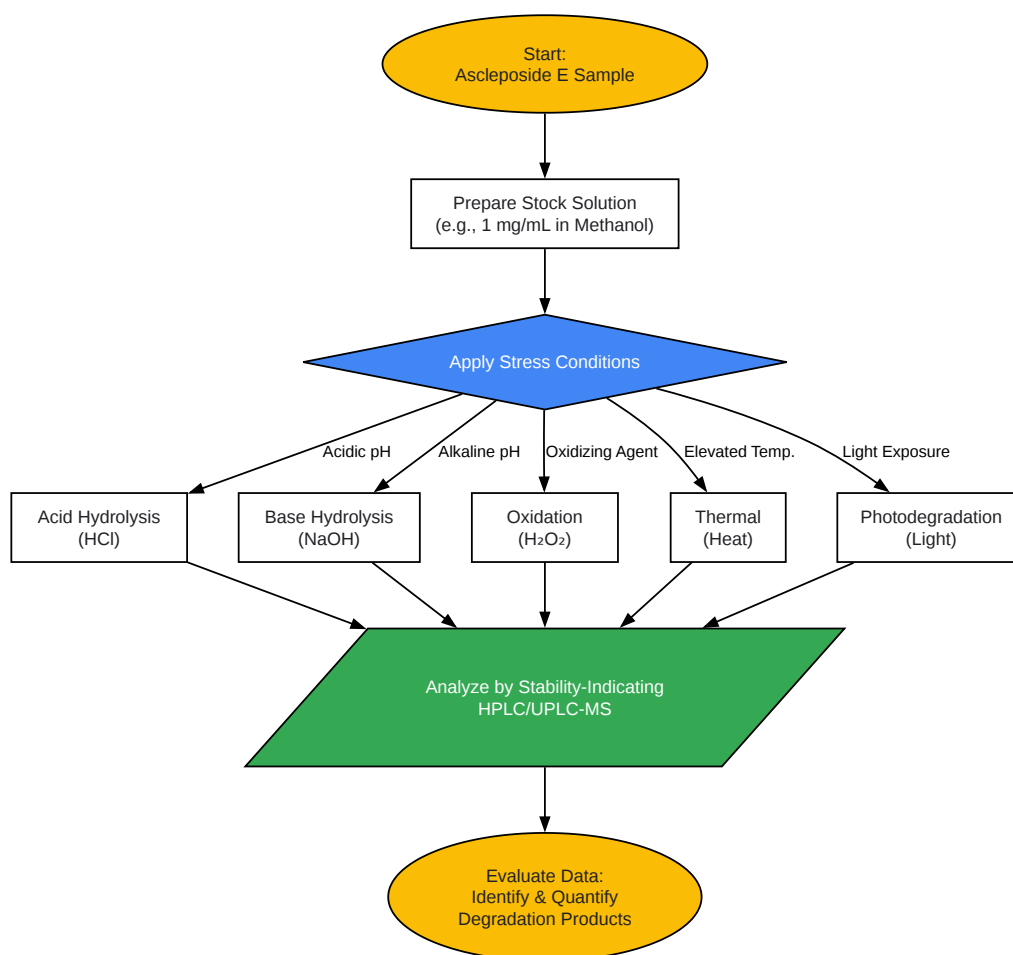 Start:
Asclepsoide E Sample
Prepare Stock Solution
(e.g., 1 mg/mL in Methanol)
Apply Stress Conditions
Acidic pH
Alkaline pH
Oxidizing Agent
Elevated Temp.
Light Exposure
Acid Hydrolysis
(HCl)
Base Hydrolysis
(NaOH)
Oxidation
(H₂O₂)
Thermal
(Heat)
Photodegradation
(Light)
Analyze by Stability-Indicating
HPLC/UPLC-MS
Evaluate Data:
Identify & Quantify
Degradation Products